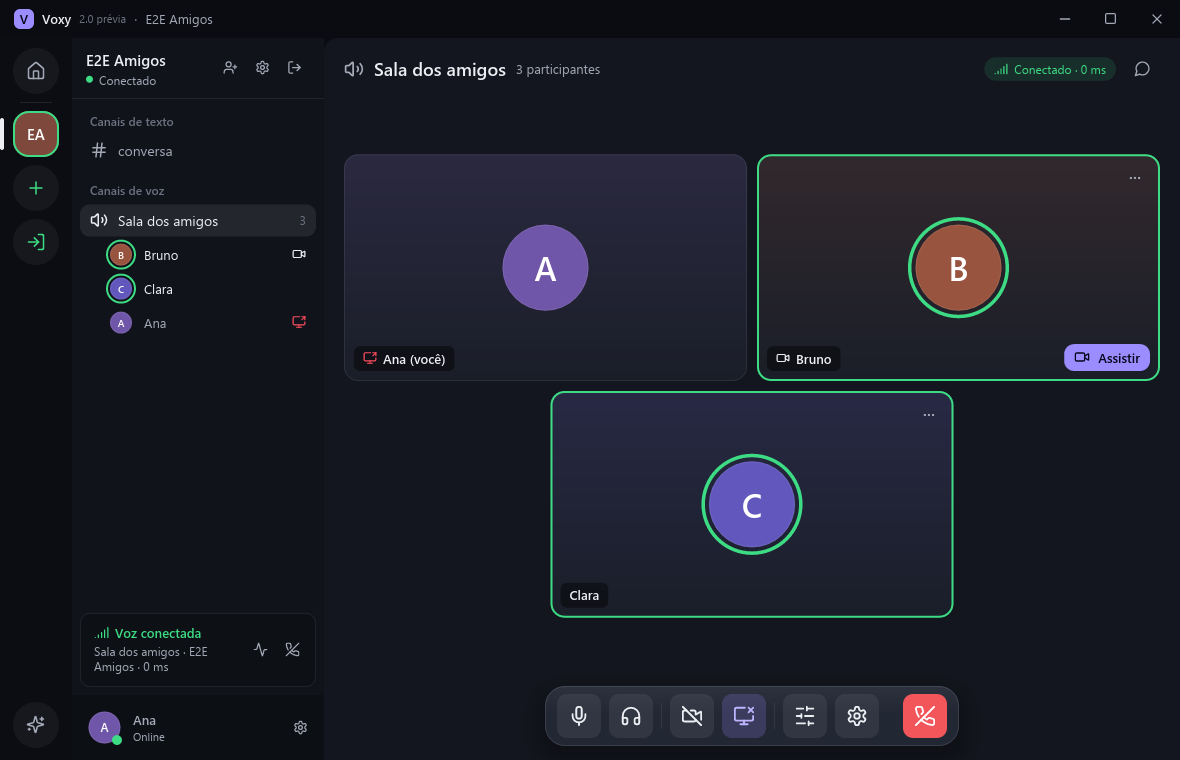 V Voxy 2.0 prévia · E2E Amigos
E2E Amigos
Conectado
EA
Canais de texto
# conversa
Canais de voz
Sala dos amigos 3
B Bruno
C Clara
A Ana
Voz conectada
Sala dos amigos · E2E
Amigos · 0 ms
A Ana
Online
Sala dos amigos 3 participantes
Conectado · 0 ms
A
Ana (você)
B
Bruno
Assistir
C
Clara